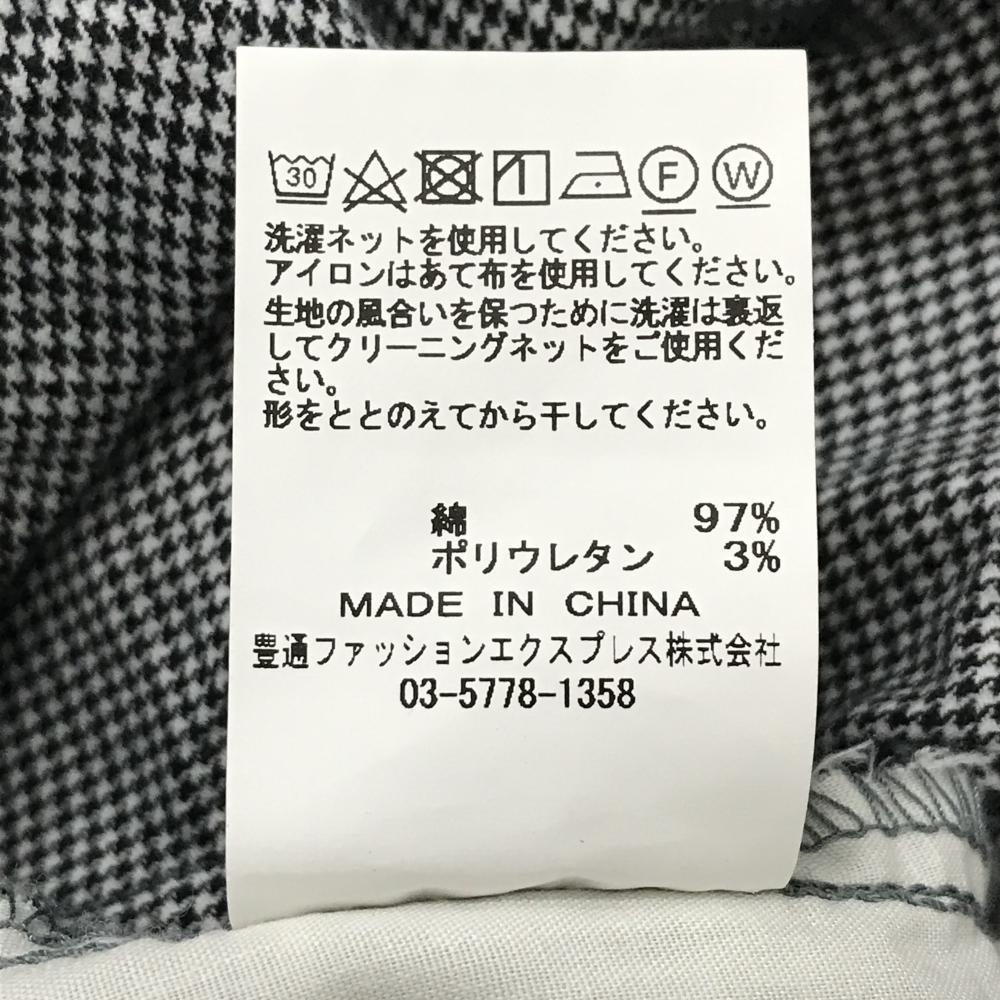 30 F W
洗濯ネットを使用してください。
アイロンはあて布を使用してください。
生地の風合いを保つために洗濯は裏返
してクリーニングネットをご使用くだ
さい。
形をととのえてから干してください。
綿 97%
ポリウレタン 3%
MADE IN CHINA
豊通ファッションエクスプレス株式会社
03-5778-1358